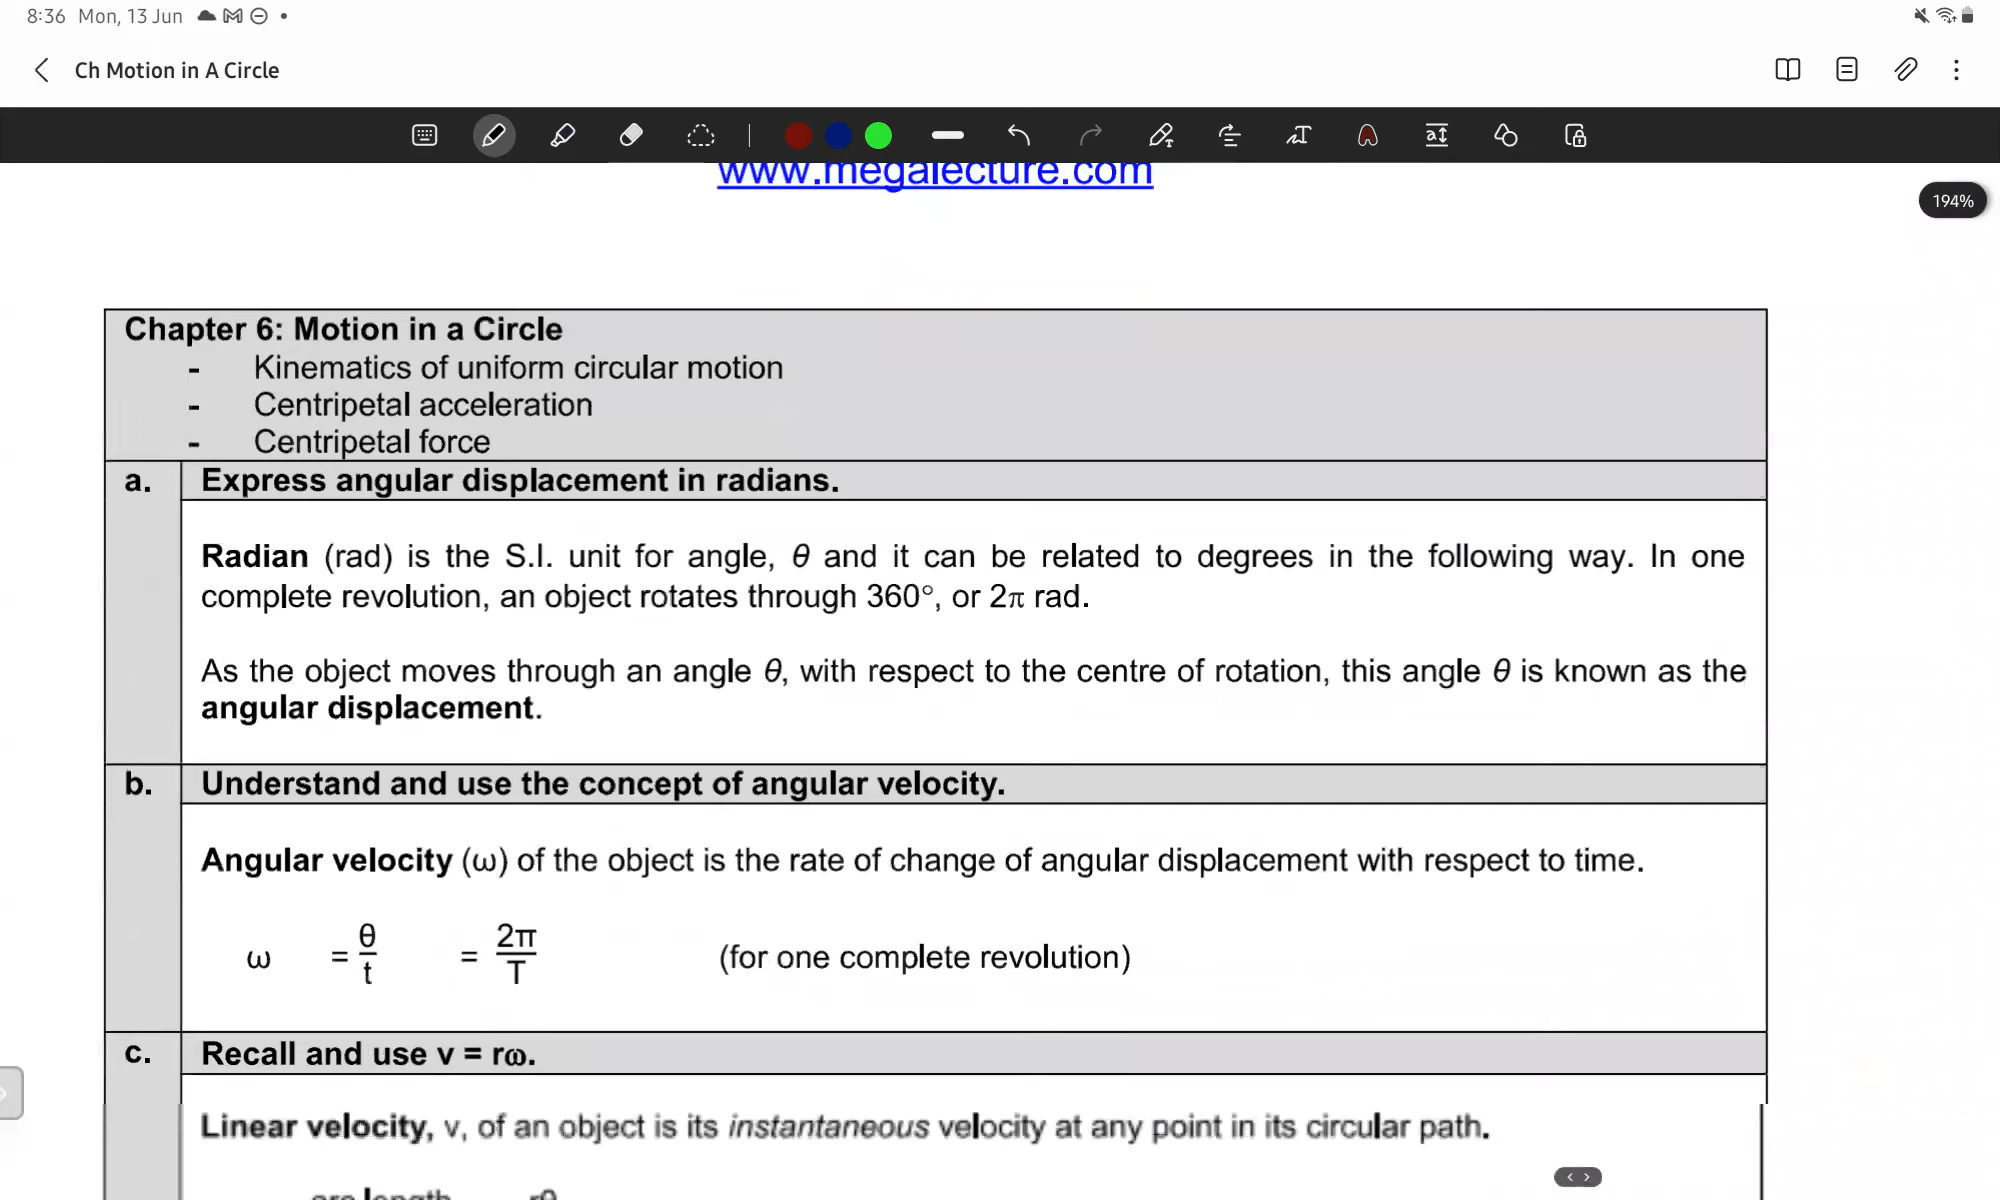 8:36 Mon, 13 Jun
Ch Motion in A Circle
www.megalecture.com
194%
Chapter 6: Motion in a Circle
- Kinematics of uniform circular motion
- Centripetal acceleration
- Centripetal force
a. Express angular displacement in radians.
Radian (rad) is the S.I. unit for angle, θ and it can be related to degrees in the following way. In one
complete revolution, an object rotates through 360°, or 2π rad.
As the object moves through an angle θ, with respect to the centre of rotation, this angle θ is known as the
angular displacement.
b. Understand and use the concept of angular velocity.
Angular velocity (ω) of the object is the rate of change of angular displacement with respect to time.
ω = θ/t = 2π/T (for one complete revolution)
c. Recall and use v = rω.
Linear velocity, v, of an object is its instantaneous velocity at any point in its circular path.
arc length rθ